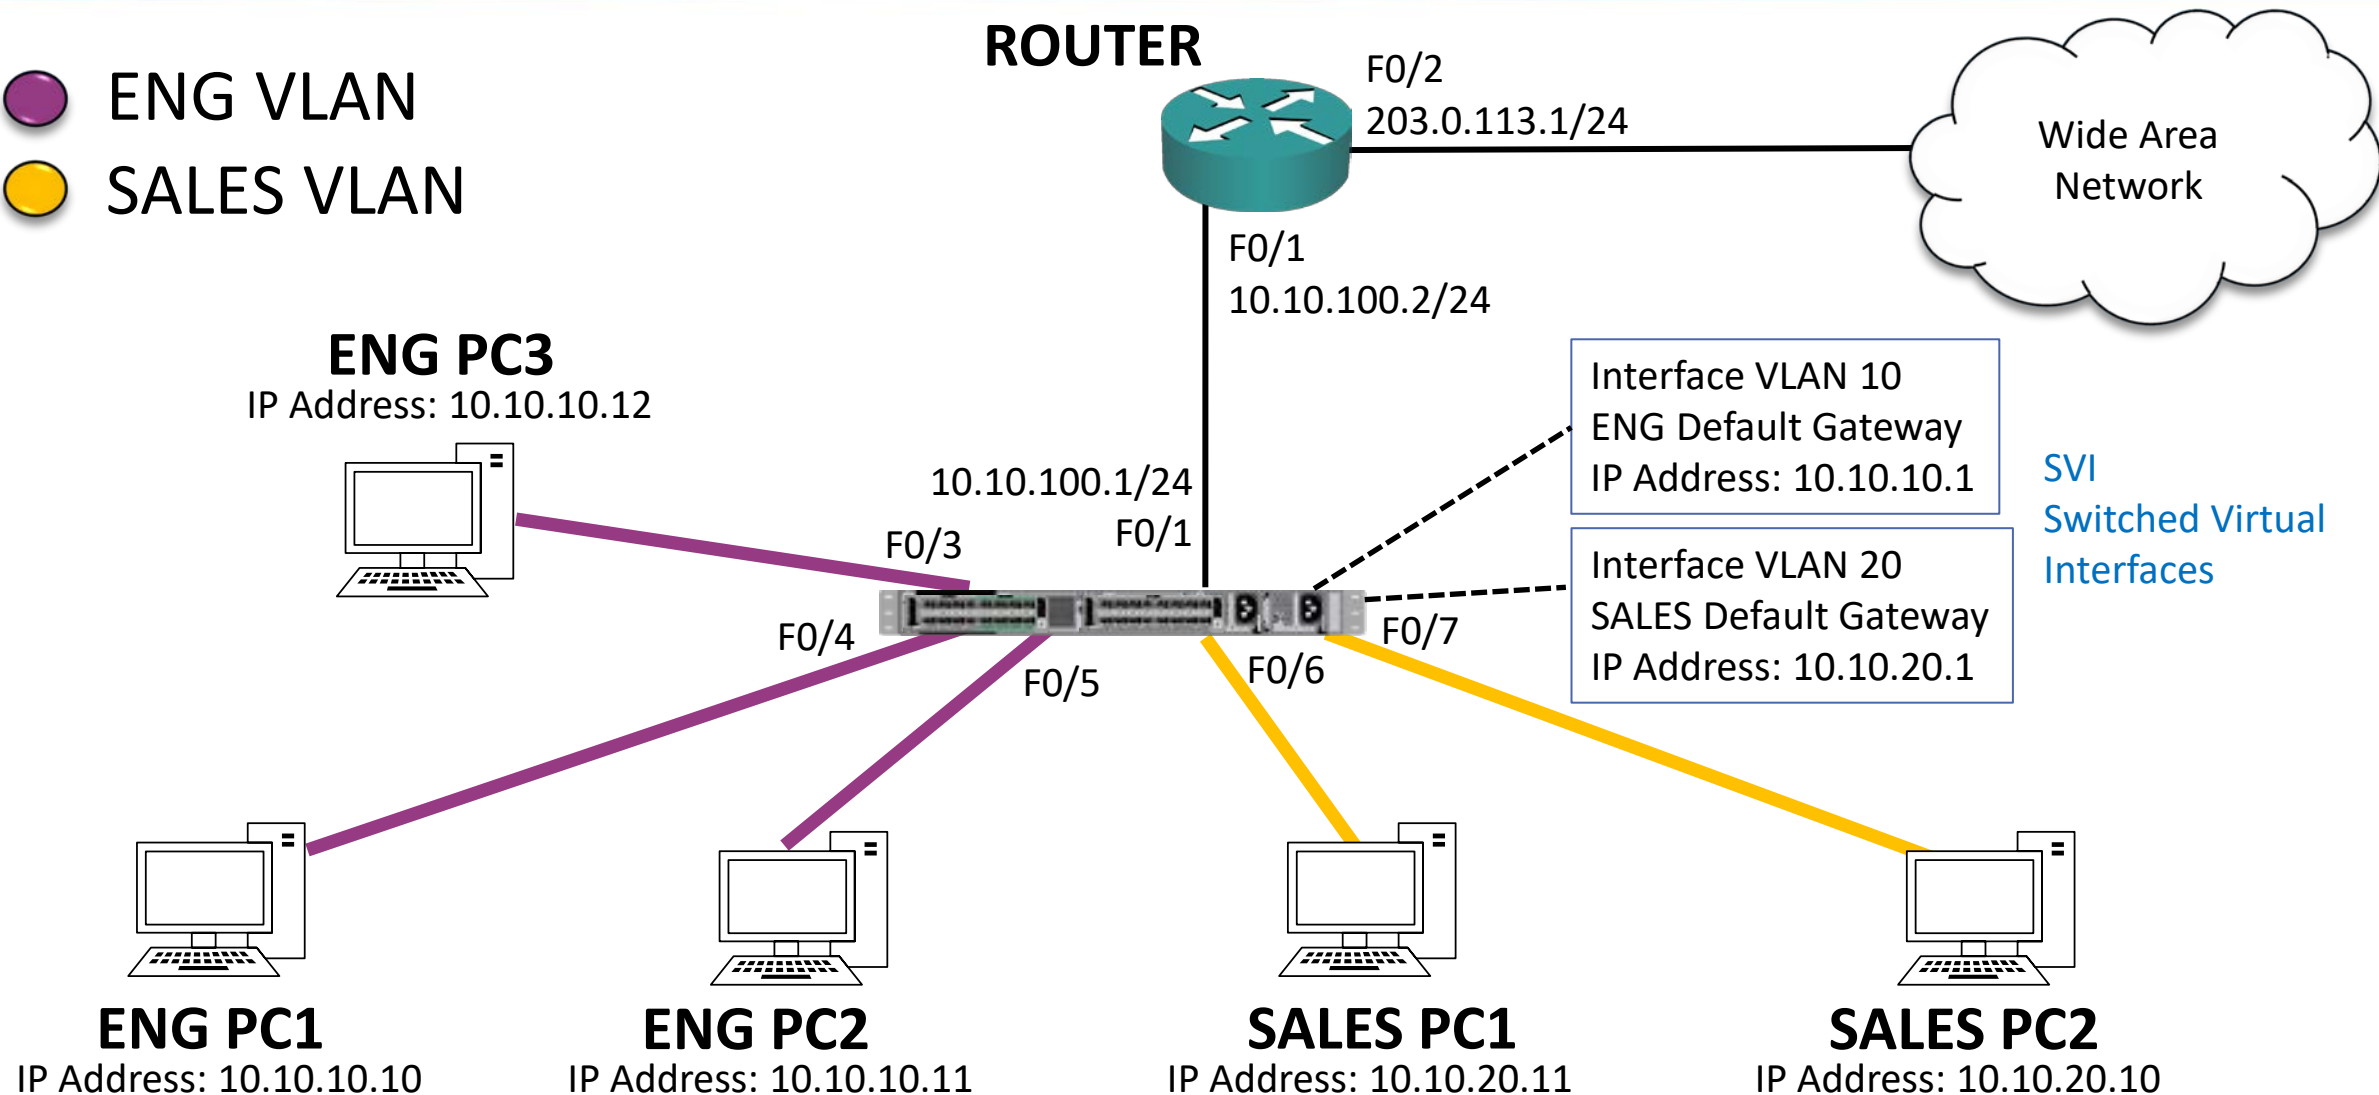 ROUTER
ENG VLAN
SALES VLAN
F0/2
203.0.113.1/24
Wide Area
Network
F0/1
10.10.100.2/24
ENG PC3
IP Address: 10.10.10.12
Interface VLAN 10
ENG Default Gateway
IP Address: 10.10.10.1
SVI
Switched Virtual
Interfaces
10.10.100.1/24
F0/1
F0/3
Interface VLAN 20
SALES Default Gateway
IP Address: 10.10.20.1
F0/4
F0/5
F0/6
F0/7
ENG PC1
IP Address: 10.10.10.10
ENG PC2
IP Address: 10.10.10.11
SALES PC1
IP Address: 10.10.20.11
SALES PC2
IP Address: 10.10.20.10